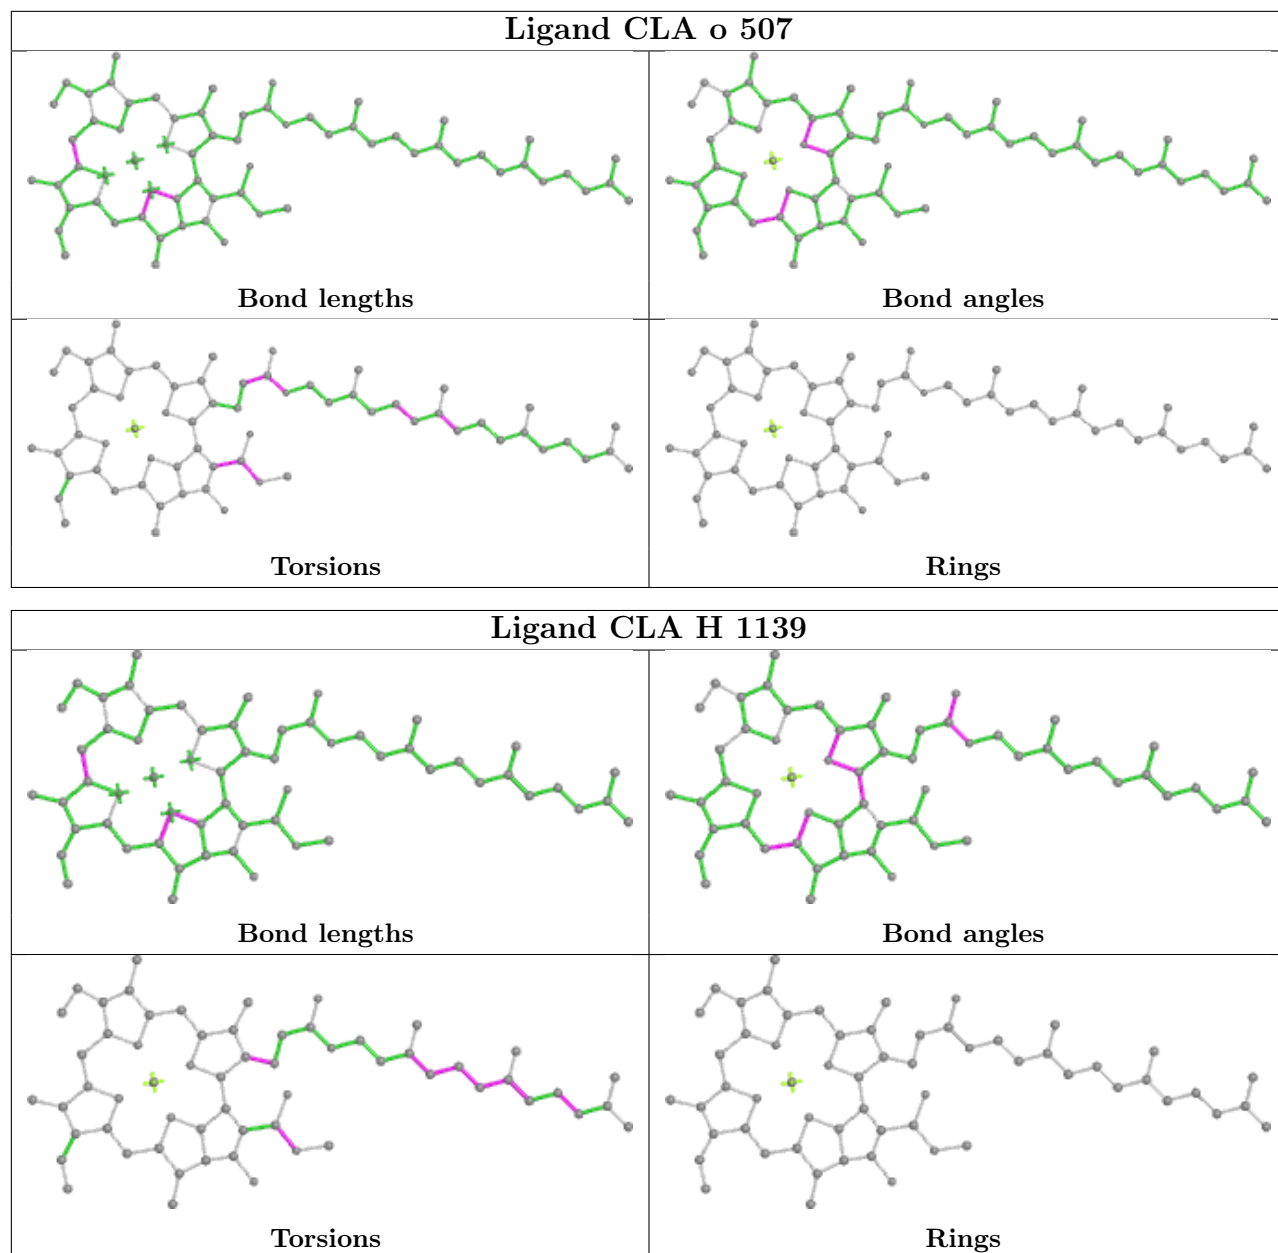 Ligand CLA o 507
Bond lengths
Bond angles
Torsions
Rings
Ligand CLA H 1139
Bond lengths
Bond angles
Torsions
Rings